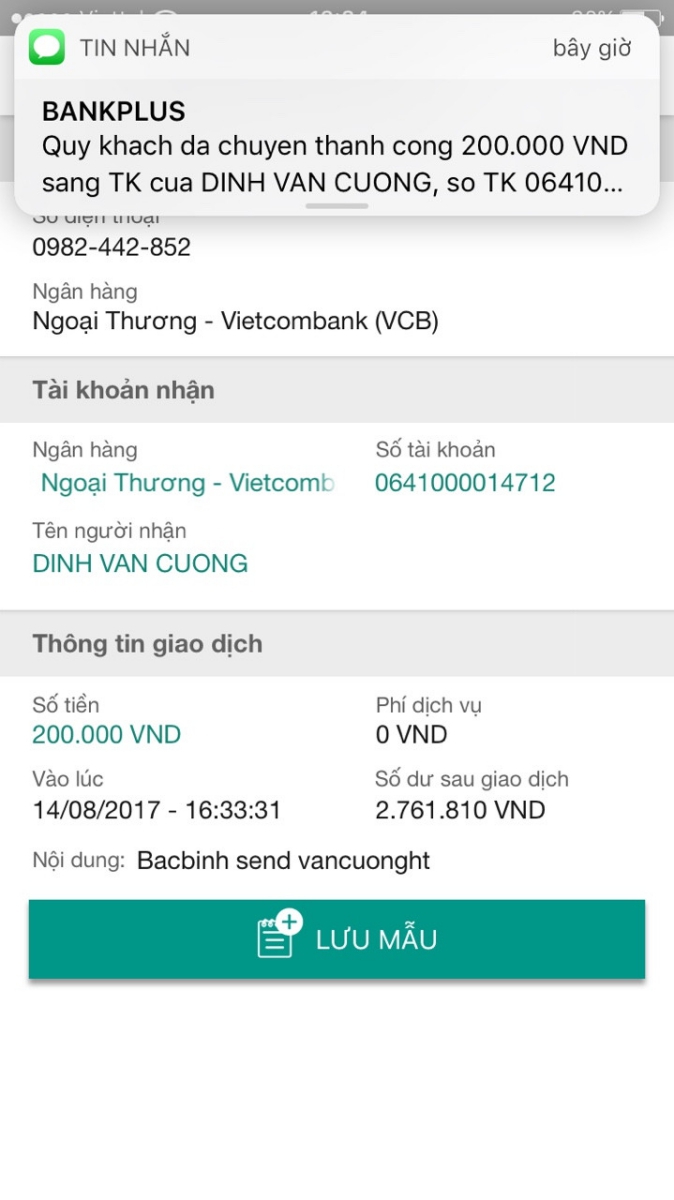 TIN NHẮN
bây giờ
BANKPLUS
Quy khach da chuyen thanh cong 200.000 VND
sang TK cua DINH VAN CUONG, so TK 06410...
Số điện thoại
0982-442-852
Ngân hàng
Ngoại Thương - Vietcombank (VCB)
Tài khoản nhận
Ngân hàng
Ngoại Thương - Vietcomb
Số tài khoản
0641000014712
Tên người nhận
DINH VAN CUONG
Thông tin giao dịch
Số tiền
200.000 VND
Phí dịch vụ
0 VND
Vào lúc
14/08/2017 - 16:33:31
Số dư sau giao dịch
2.761.810 VND
Nội dung: Bacbinh send vancuonght
LƯU MẪU